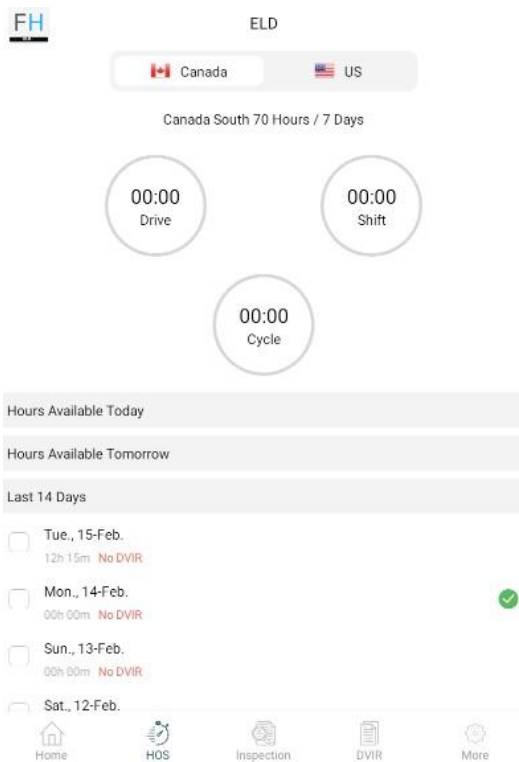 FH
ELD
Canada
US
Canada South 70 Hours / 7 Days
00:00
Drive
00:00
Shift
00:00
Cycle
Hours Available Today
Hours Available Tomorrow
Last 14 Days
Tue., 15-Feb.
12h 15m No DVIR
Mon., 14-Feb.
00h 00m No DVIR
Sun., 13-Feb.
00h 00m No DVIR
Sat., 12-Feb.
Home
HOS
Inspection
DVIR
More